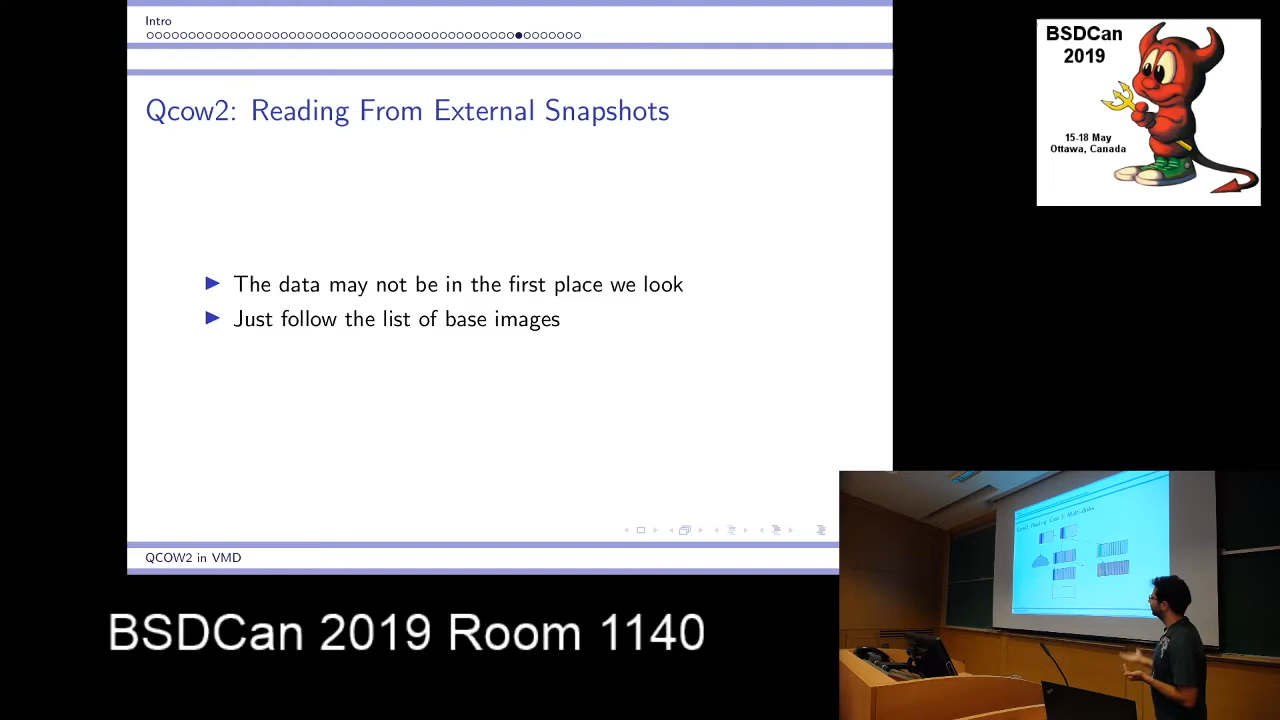 Intro
Qcow2: Reading From External Snapshots
The data may not be in the first place we look
Just follow the list of base images
QCOW2 in VMD
BSDCan 2019 Room 1140
BSDCan
2019
15-18 May
Ottawa, Canada